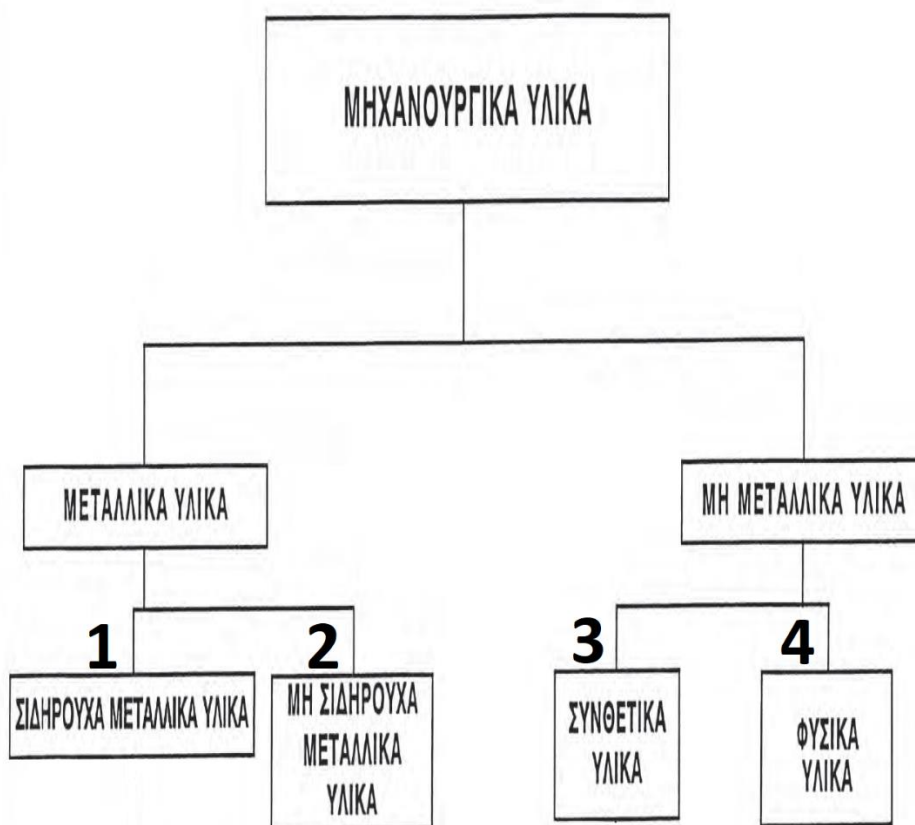 ΜΗΧΑΝΟΥΡΓΙΚΑ ΥΛΙΚΑ
ΜΕΤΑΛΛΙΚΑ ΥΛΙΚΑ
ΜΗ ΜΕΤΑΛΛΙΚΑ ΥΛΙΚΑ
1
2
3
4
ΣΙΔΗΡΟΥΧΑ ΜΕΤΑΛΛΙΚΑ ΥΛΙΚΑ
ΜΗ ΣΙΔΗΡΟΥΧΑ
ΜΕΤΑΛΛΙΚΑ
ΥΛΙΚΑ
ΣΥΝΘΕΤΙΚΑ
ΥΛΙΚΑ
ΦΥΣΙΚΑ
ΥΛΙΚΑ